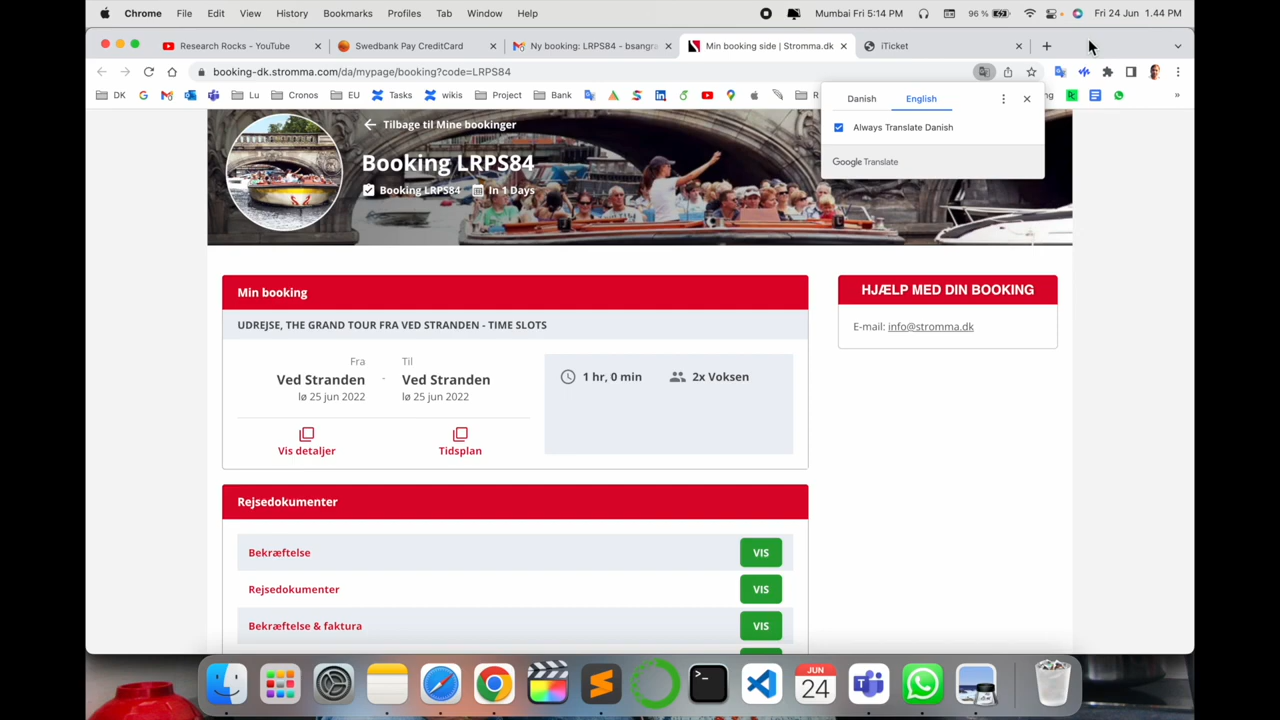 Chrome File Edit View History Bookmarks Profiles Tab Window Help Mumbai Fri 5:14 PM 96 % Fri 24 Jun 1.44 PM
Research Rocks - YouTube Swedbank Pay CreditCard Ny booking: LRPS84 - bsangra Min booking side | Stromma.dk iTicket
booking-dk.stromma.com/da/mypage/booking?code=LRPS84
DK Lu Cronos EU Tasks wikis Project Bank R ng »
Danish English
Always Translate Danish
Google Translate
Tilbage til Mine bookinger
Booking LRPS84
Booking LRPS84 In 1 Days
Min booking
UDREJSE, THE GRAND TOUR FRA VED STRANDEN - TIME SLOTS
Fra Til
Ved Stranden - Ved Stranden
lø 25 jun 2022 lø 25 jun 2022
1 hr, 0 min 2x Voksen
Vis detaljer Tidsplan
HJÆLP MED DIN BOOKING
E-mail: info@stromma.dk
Rejsedokumenter
Bekræftelse VIS
Rejsedokumenter VIS
Bekræftelse & faktura VIS
JUN
24